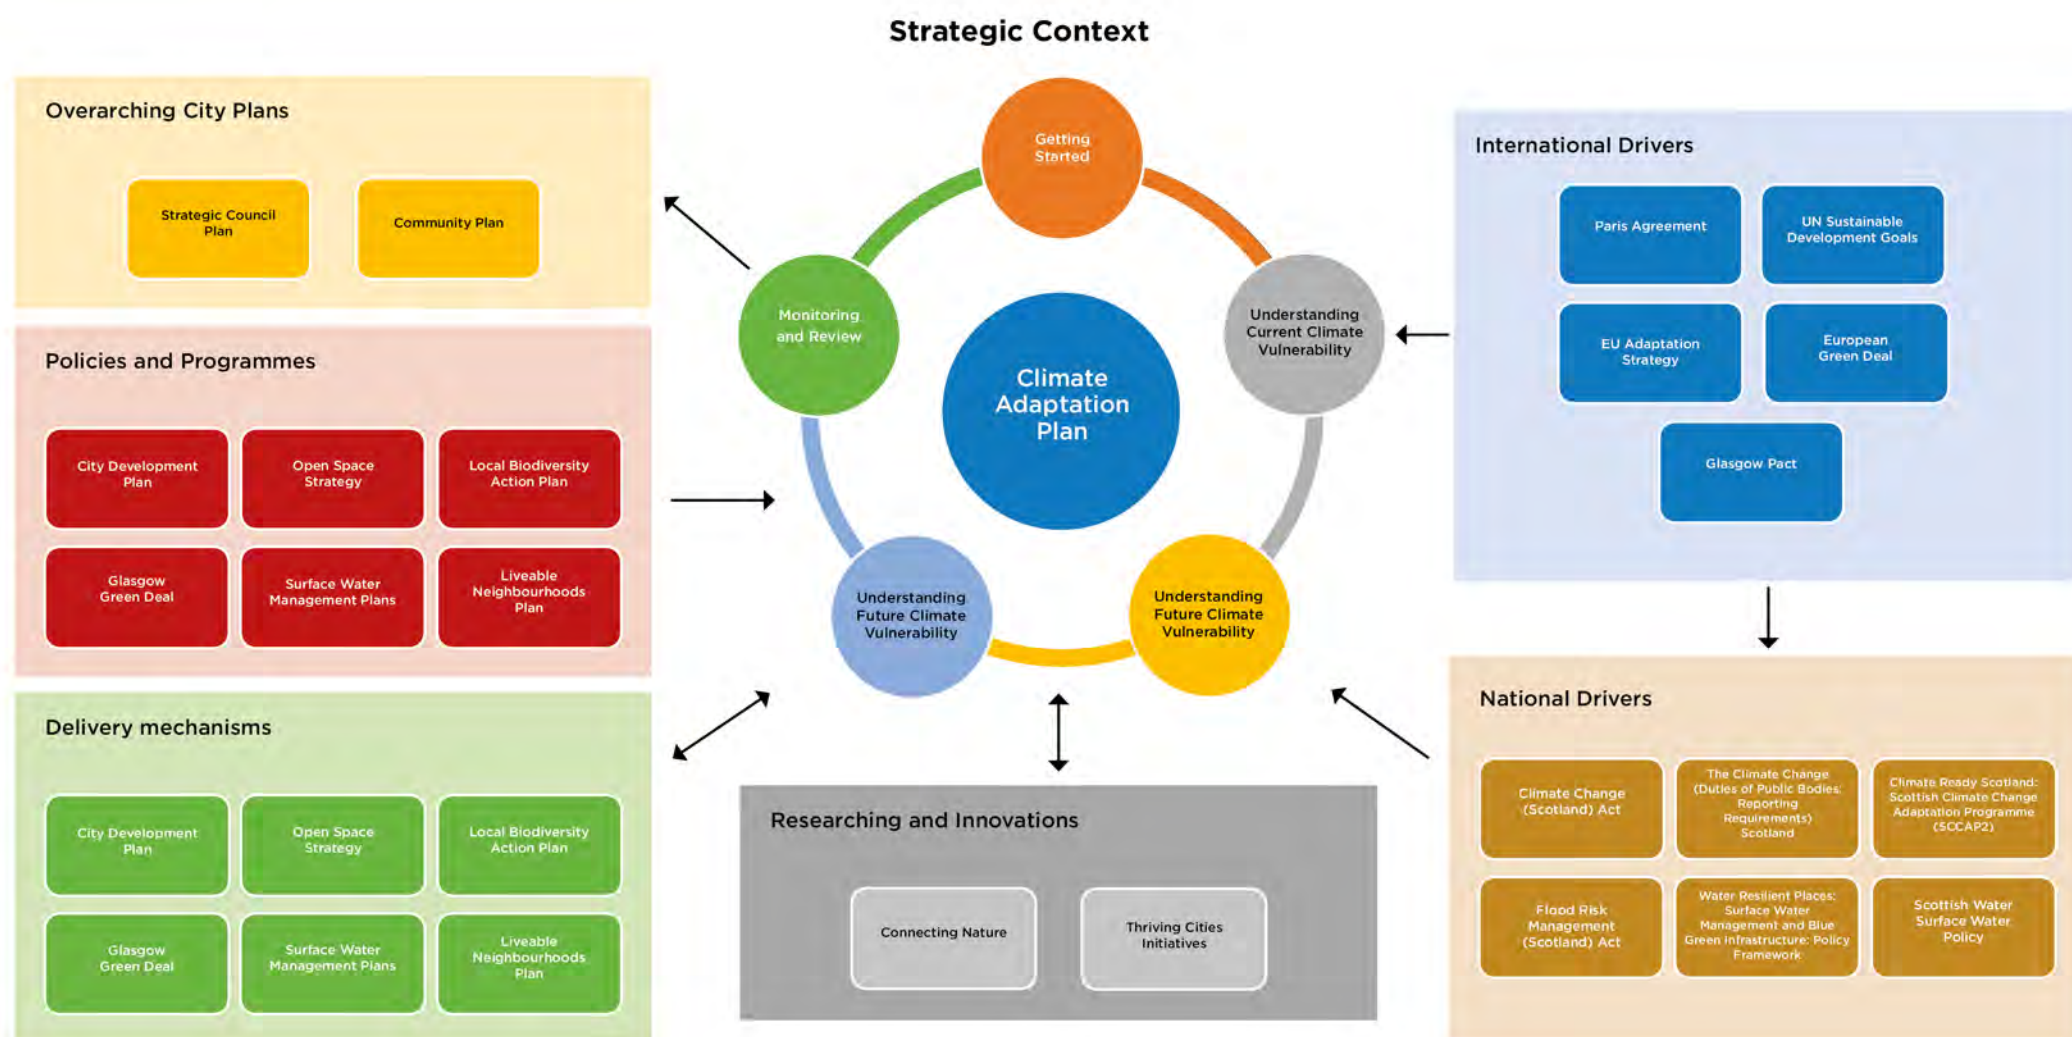 Strategic Context
Overarching City Plans
Strategic Council
Plan
Community Plan
Policies and Programmes
City Development
Plan
Open Space
Strategy
Local Biodiversity
Action Plan
Glasgow
Green Deal
Surface Water
Management Plans
Liveable
Neighbourhoods
Plan
Delivery mechanisms
City Development
Plan
Open Space
Strategy
Local Biodiversity
Action Plan
Glasgow
Green Deal
Surface Water
Management Plans
Liveable
Neighbourhoods
Plan
Getting
Started
Understanding
Current Climate
Vulnerability
Understanding
Future Climate
Vulnerability
Understanding
Future Climate
Vulnerability
Monitoring
and Review
Climate
Adaptation
Plan
Researching and Innovations
Connecting Nature
Thriving Cities
Initiatives
International Drivers
Paris Agreement
UN Sustainable
Development Goals
EU Adaptation
Strategy
European
Green Deal
Glasgow Pact
National Drivers
Climate Change
(Scotland) Act
The Climate Change
(Duties of Public Bodies:
Reporting
Requirements)
Scotland
Climate Ready Scotland:
Scottish Climate Change
Adaptation Programme
(SCCAP2)
Flood Risk
Management
(Scotland) Act
Water Resilient Places:
Surface Water
Management and Blue
Green Infrastructure: Policy
Framework
Scottish Water
Surface Water
Policy